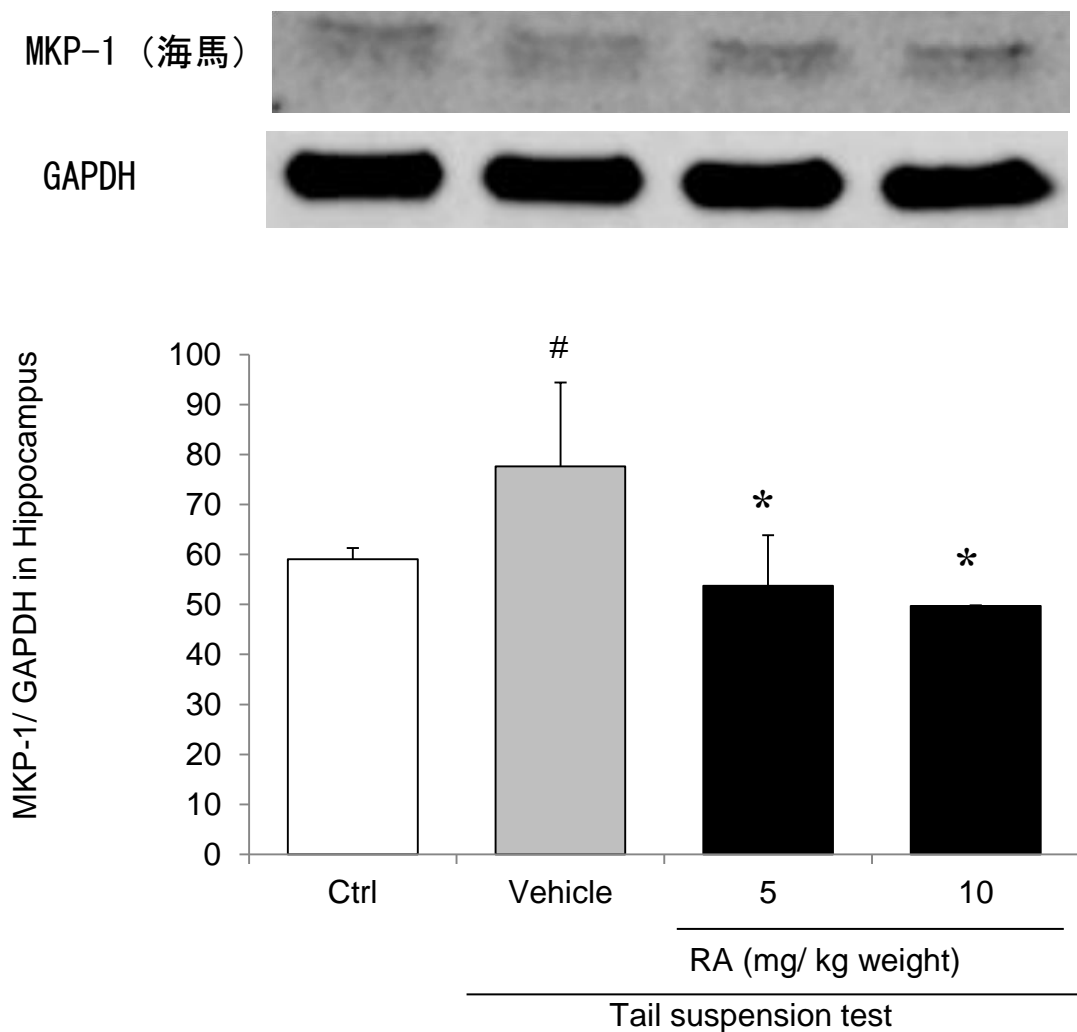 MKP-1 (海馬)
GAPDH
MKP-1/ GAPDH in Hippocampus
100
90
80
70
60
50
40
30
20
10
0
#
*
*
Ctrl
Vehicle
5
10
RA (mg/ kg weight)
Tail suspension test